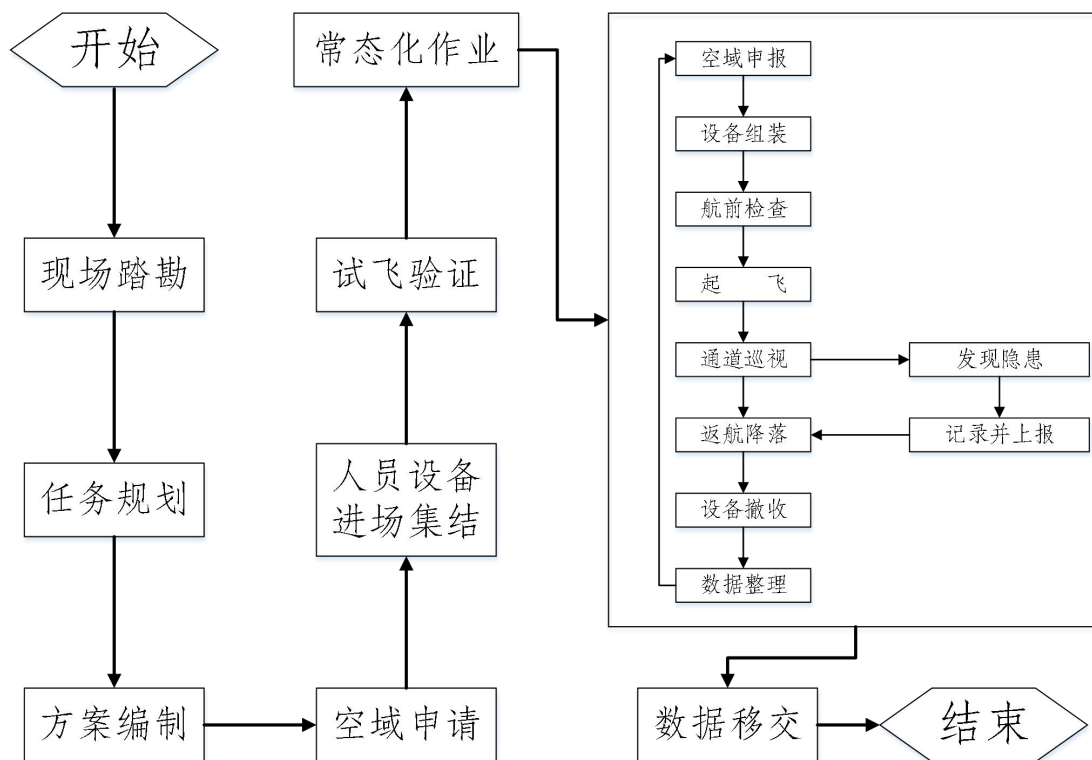 开始
现场踏勘
任务规划
方案编制
空域申请
人员设备
进场集结
试飞验证
常态化作业
空域申报
设备组装
航前检查
起 飞
通道巡视
发现隐患
记录并上报
返航降落
设备撤收
数据整理
数据移交
结束